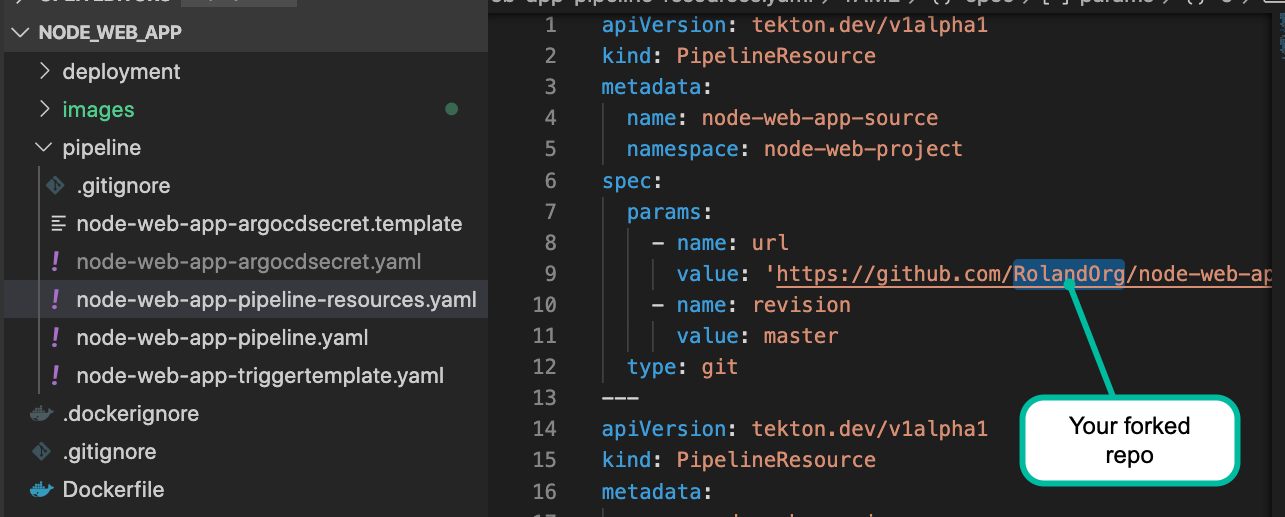 NODE_WEB_APP
deployment
images
pipeline
.gitignore
node-web-app-argocdsecret.template
node-web-app-argocdsecret.yaml
node-web-app-pipeline-resources.yaml
node-web-app-pipeline.yaml
node-web-app-triggertemplate.yaml
.dockerignore
.gitignore
Dockerfile
1 apiVersion: tekton.dev/v1alpha1
2 kind: PipelineResource
3 metadata:
4 name: node-web-app-source
5 namespace: node-web-project
6 spec:
7 params:
8 - name: url
9 value: 'https://github.com/RolandOrg/node-web-ap
10 - name: revision
11 value: master
12 type: git
13 ---
14 apiVersion: tekton.dev/v1alpha1
15 kind: PipelineResource
16 metadata:
Your forked
repo